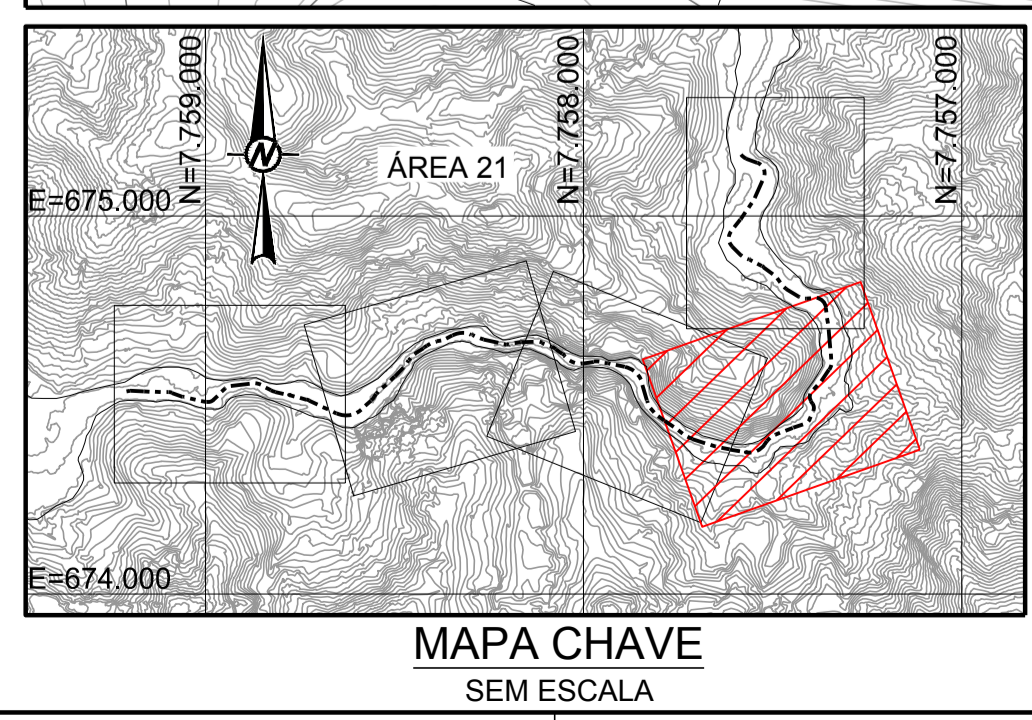 N=7.759.000
N=7.758.000
N=7.757.000
ÁREA 21
N
E=675.000
E=674.000
MAPA CHAVE
SEM ESCALA